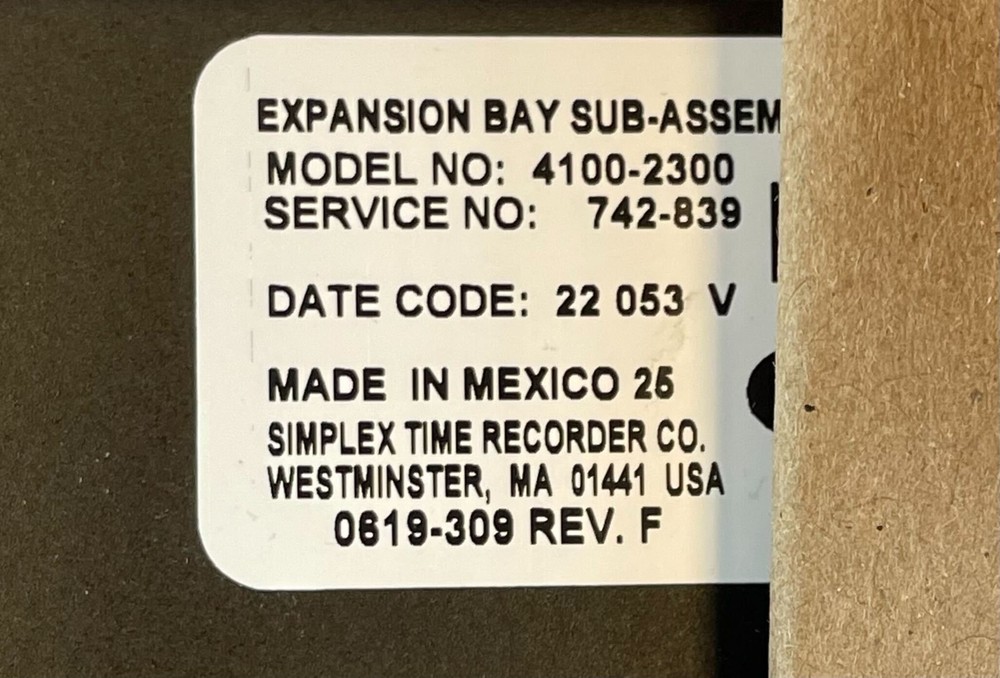 EXPANSION BAY SUB-ASSEM
MODEL NO: 4100-2300
SERVICE NO: 742-839
DATE CODE: 22 053 V
MADE IN MEXICO 25
SIMPLEX TIME RECORDER CO.
WESTMINSTER, MA 01441 USA
0619-309 REV. F